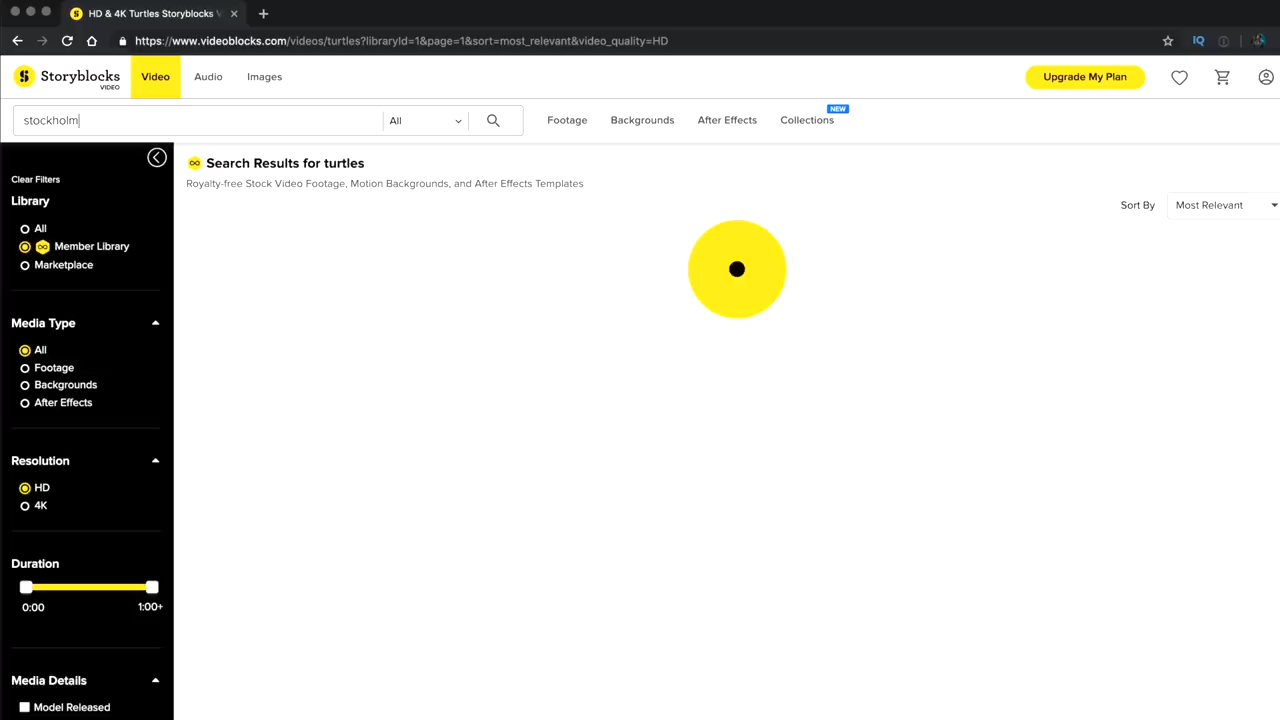 HD & 4K Turtles Storyblocks V
https://www.videoblocks.com/videos/turtles?libraryId=1&page=1&sort=most_relevant&video_quality=HD
IQ
Storyblocks
VIDEO
Video
Audio
Images
Upgrade My Plan
stockholm
All
Footage
Backgrounds
After Effects
Collections
NEW
Clear Filters
Library
All
Member Library
Marketplace
Media Type
All
Footage
Backgrounds
After Effects
Resolution
HD
4K
Duration
0:00
1:00+
Media Details
Model Released
Search Results for turtles
Royalty-free Stock Video Footage, Motion Backgrounds, and After Effects Templates
Sort By
Most Relevant